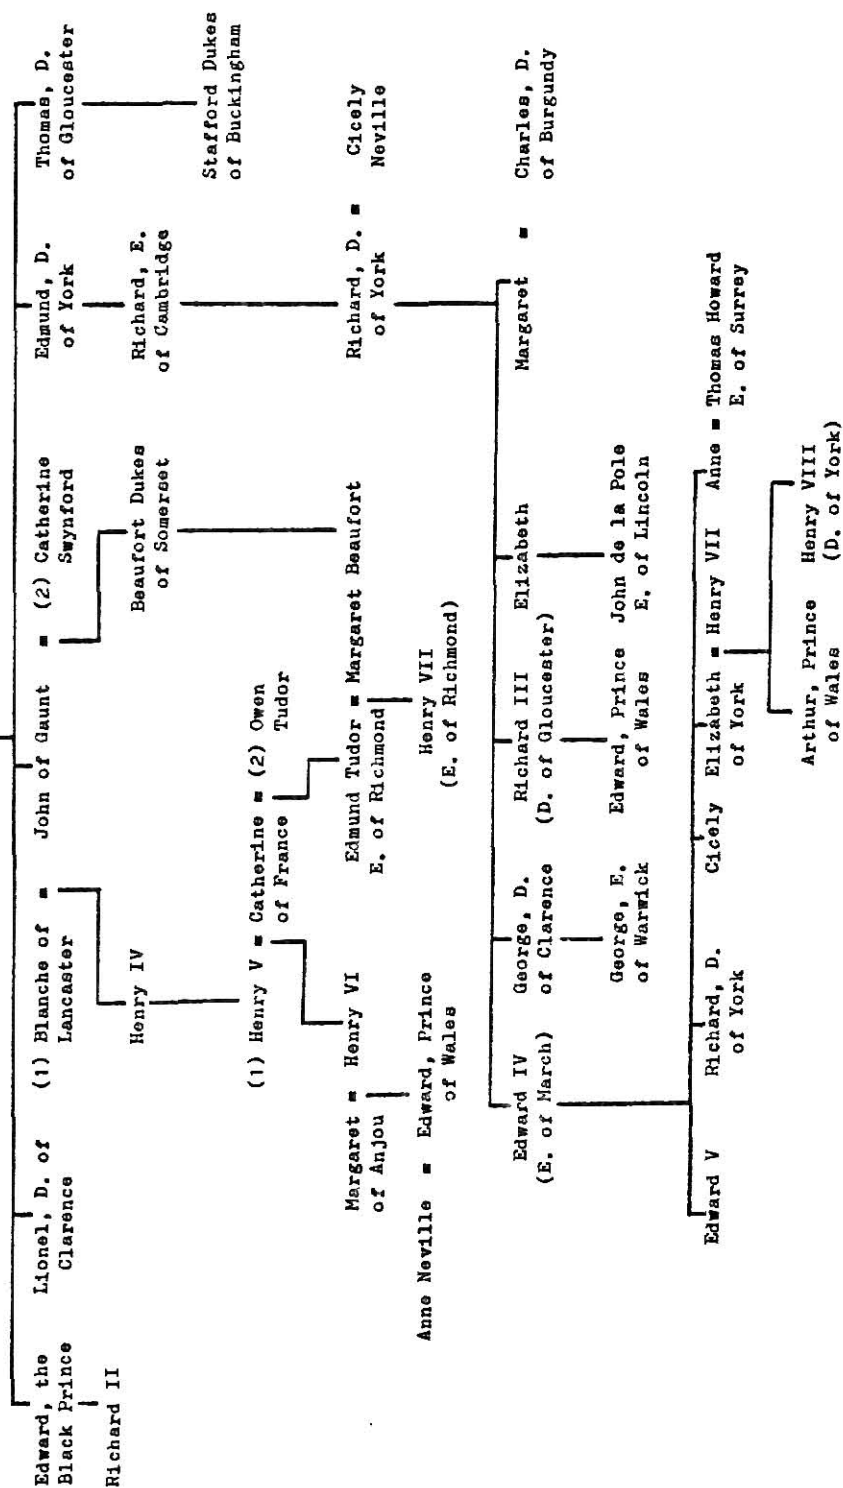 Edward, the
Black Prince
Richard II
Lionel, D. of
Clarence
(1) Blanche of
Lancaster
=
John of Gaunt
= (2) Catherine
Swynford
Edmund, D.
of York
Thomas, D.
of Gloucester
Henry IV
Beaufort Dukes
of Somerset
Richard, E.
of Cambridge
Stafford Dukes
of Buckingham
(1) Henry V = Catherine = (2) Owen
of France
Tudor
Margaret = Henry VI
of Anjou
Edmund Tudor = Margaret Beaufort
E. of Richmond
Richard, D. =
of York
Cicely
Neville
Anne Neville = Edward, Prince
of Wales
Henry VII
(E. of Richmond)
Edward IV
(E. of March)
George, D.
of Clarence
Richard III
(D. of Gloucester)
Elizabeth
Margaret = Charles, D.
of Burgundy
George, E.
of Warwick
Edward, Prince
of Wales
John de la Pole
E. of Lincoln
Edward V
Richard, D.
of York
Cicely
Elizabeth = Henry VII
of York
Anne = Thomas Howard
E. of Surrey
Arthur, Prince
of Wales
Henry VIII
(D. of York)